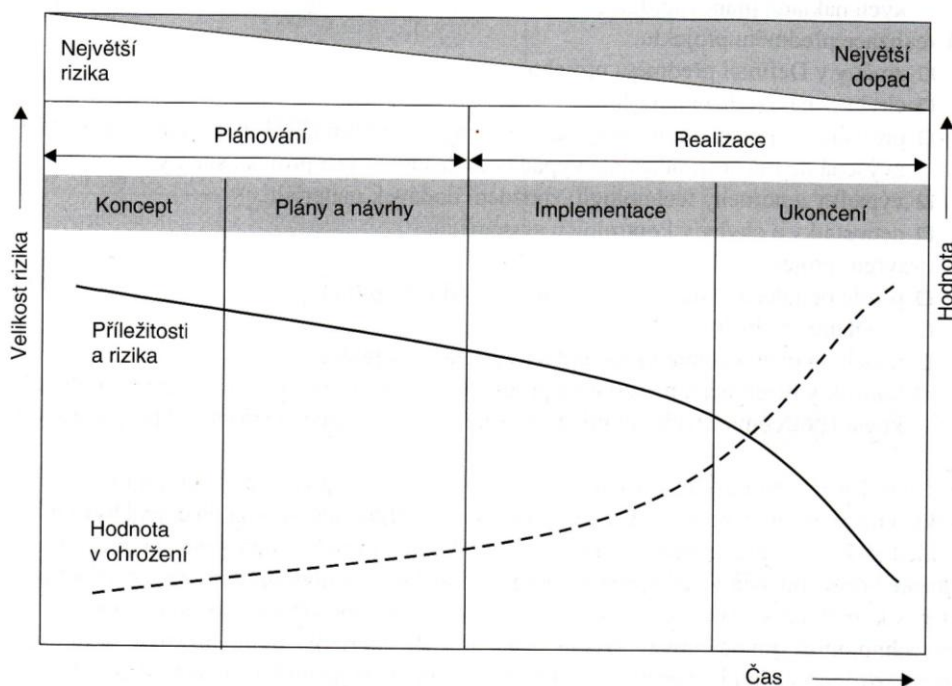 Největší
rizika
Největší
dopad
Plánování
Realizace
Koncept
Plány a návrhy
Implementace
Ukončení
Velikost rizika
Hodnota
Příležitosti
a rizika
Hodnota
v ohrožení
Čas